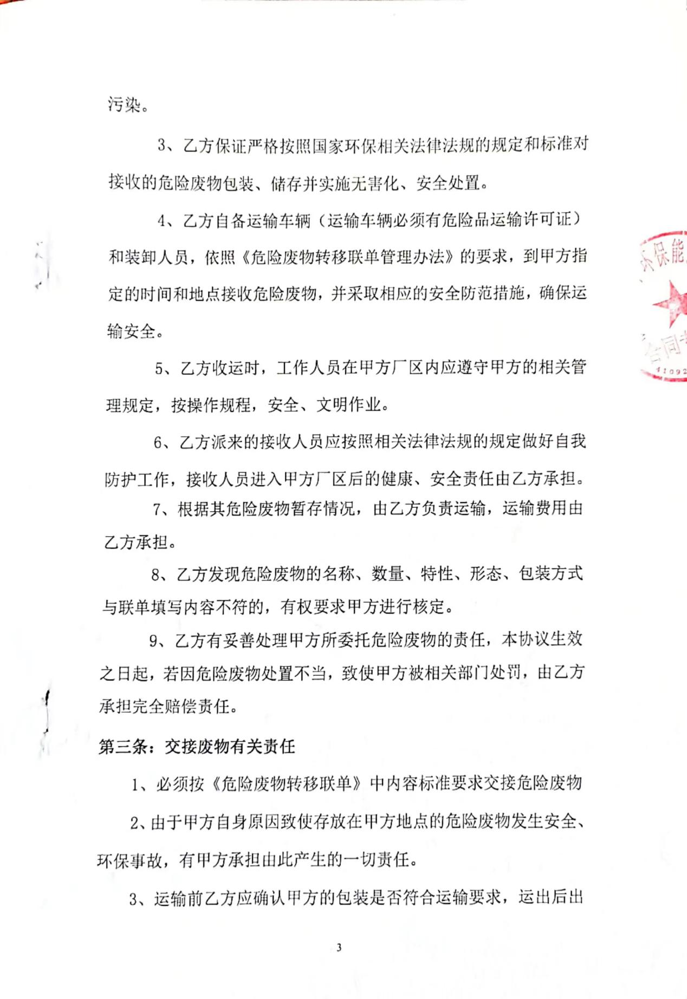 污染。
3、乙方保证严格按照国家环保相关法律法规的规定和标准对
接收的危险废物包装、储存并实施无害化、安全处置。
4、乙方自备运输车辆（运输车辆必须有危险品运输许可证）
和装卸人员，依照《危险废物转移联单管理办法》的要求，到甲方指
定的时间和地点接收危险废物，并采取相应的安全防范措施，确保运
输安全。
5、乙方收运时，工作人员在甲方厂区内应遵守甲方的相关管
理规定，按操作规程，安全、文明作业。
6、乙方派来的接收人员应按照相关法律法规的规定做好自我
防护工作，接收人员进入甲方厂区后的健康、安全责任由乙方承担。
7、根据其危险废物暂存情况，由乙方负责运输，运输费用由
乙方承担。
8、乙方发现危险废物的名称、数量、特性、形态、包装方式
与联单填写内容不符的，有权要求甲方进行核定。
9、乙方有妥善处理甲方所委托危险废物的责任，本协议生效
之日起，若因危险废物处置不当，致使甲方被相关部门处罚，由乙方
承担完全赔偿责任。
第三条：交接废物有关责任
1、必须按《危险废物转移联单》中内容标准要求交接危险废物
2、由于甲方自身原因致使存放在甲方地点的危险废物发生安全、
环保事故，有甲方承担由此产生的一切责任。
3、运输前乙方应确认甲方的包装是否符合运输要求，运出后出
3
环保能
合同
41092